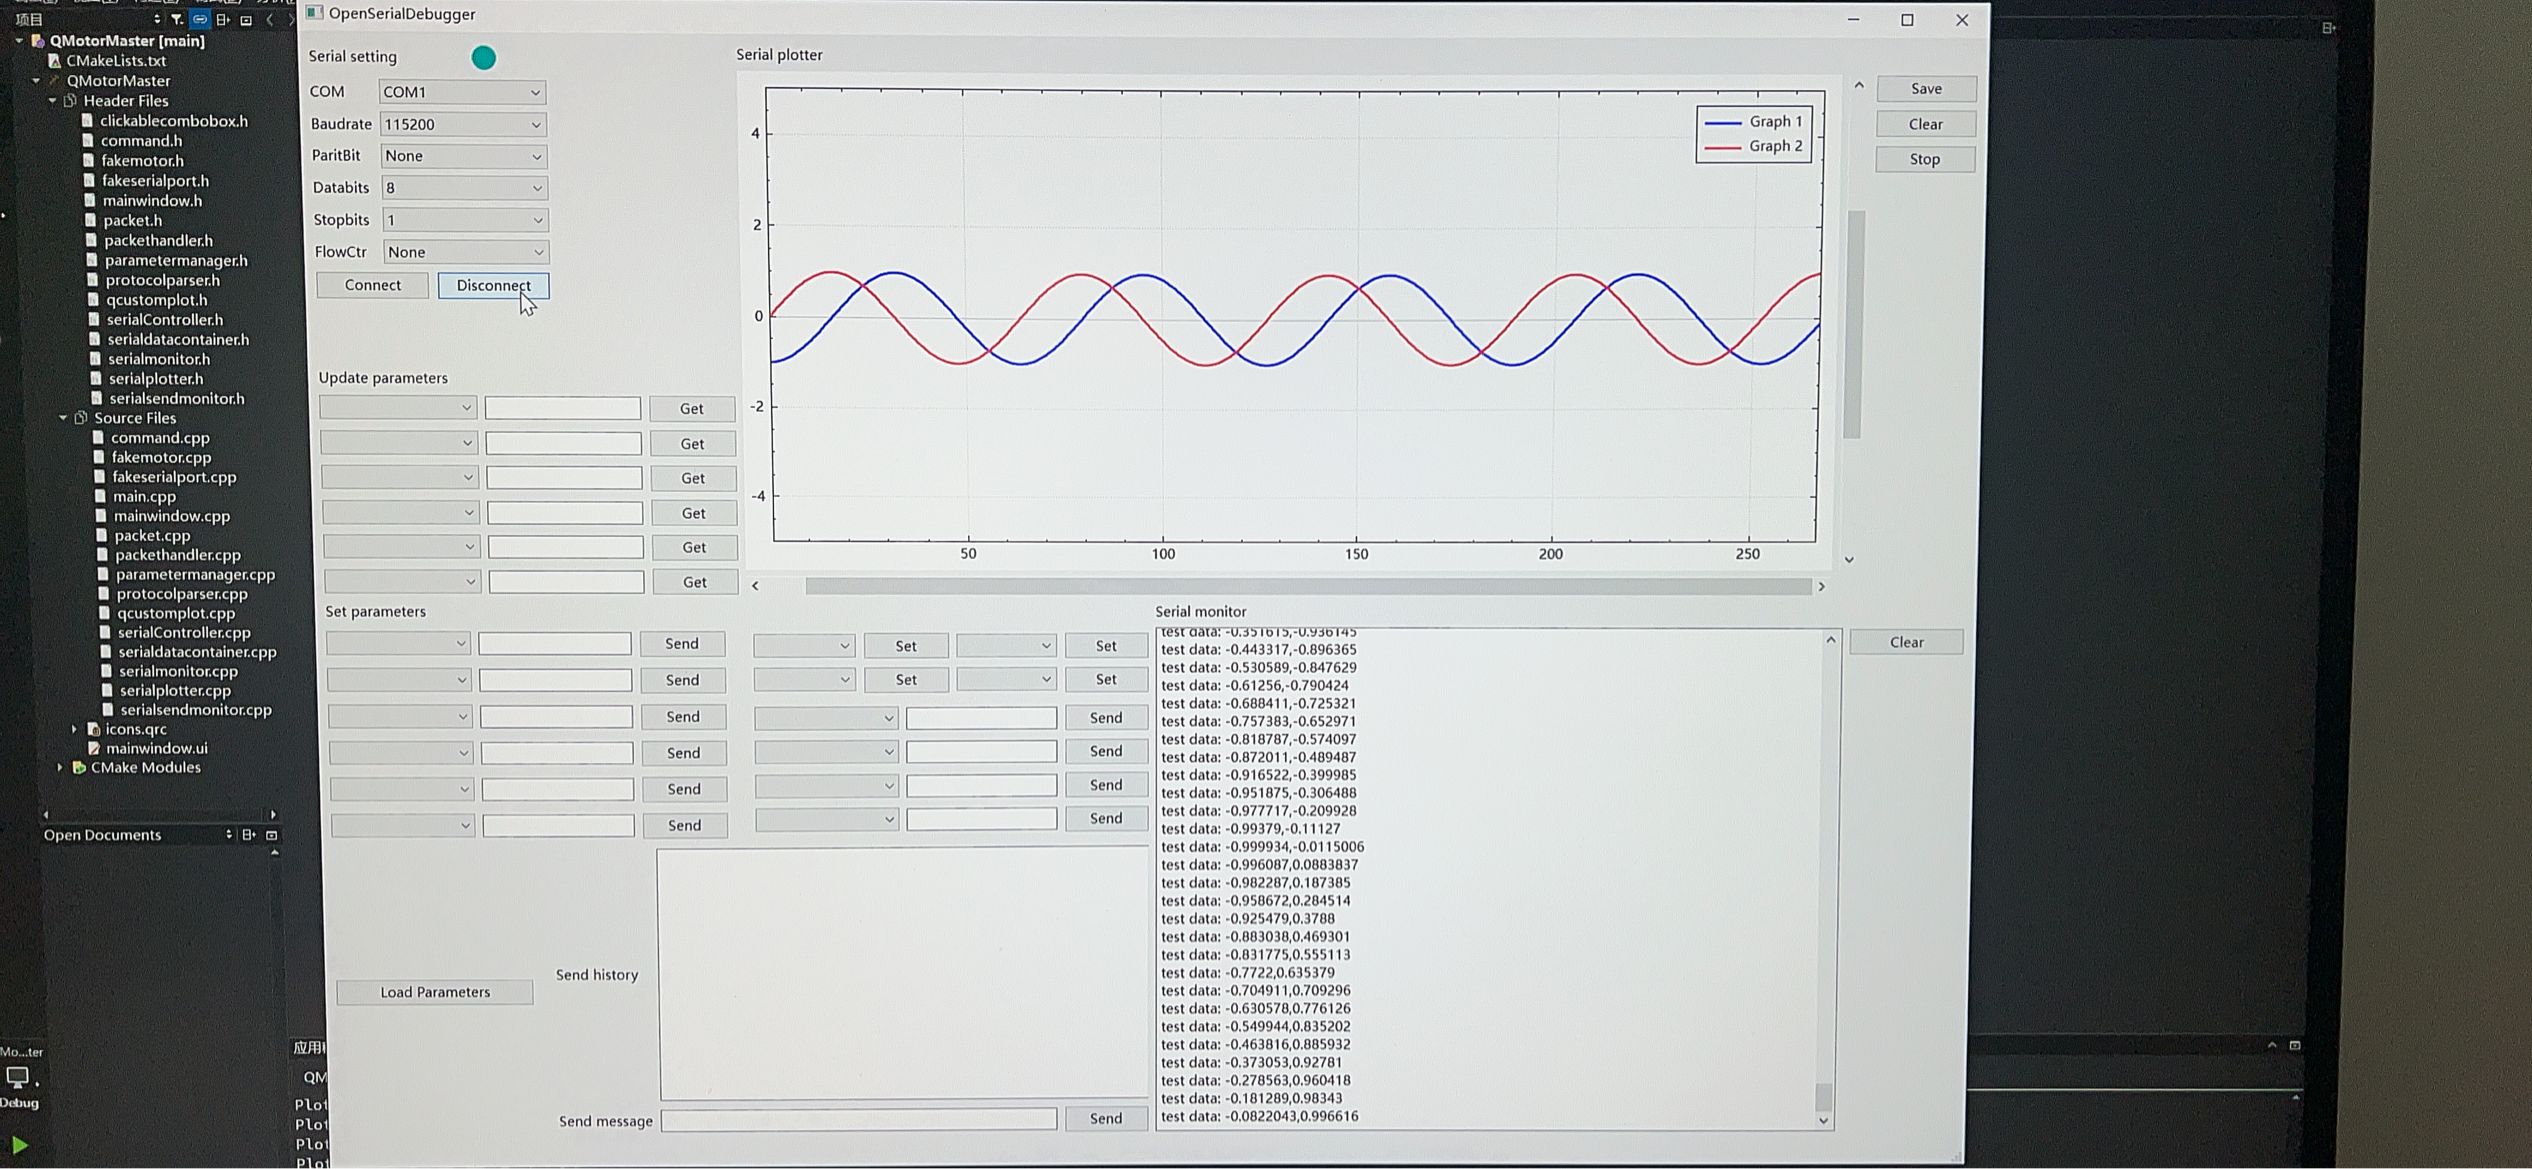 项目
QMotorMaster [main]
CMakeLists.txt
QMotorMaster
Header Files
clickablecombobox.h
command.h
fakemotor.h
fakeserialport.h
mainwindow.h
packet.h
packethandler.h
parametermanager.h
protocolparser.h
qcustomplot.h
serialController.h
serialdatacontainer.h
serialmonitor.h
serialplotter.h
serialsendmonitor.h
Source Files
command.cpp
fakemotor.cpp
fakeserialport.cpp
main.cpp
mainwindow.cpp
packet.cpp
packethandler.cpp
parametermanager.cpp
protocolparser.cpp
qcustomplot.cpp
serialController.cpp
serialdatacontainer.cpp
serialmonitor.cpp
serialplotter.cpp
serialsendmonitor.cpp
icons.qrc
mainwindow.ui
CMake Modules
Open Documents
Mo...ter
Debug
应用
QM
Plot
Plot
Plot
Plot
OpenSerialDebugger
Serial setting
COM COM1
Baudrate 115200
ParitBit None
Databits 8
Stopbits 1
FlowCtr None
Connect Disconnect
Update parameters
Get
Get
Get
Get
Get
Get
Set parameters
Send
Send
Send
Send
Send
Send
Set Set
Set Set
Send
Send
Send
Send
Load Parameters
Send history
Send message Send
Serial plotter
Graph 1
Graph 2
4
2
0
-2
-4
50 100 150 200 250
Save
Clear
Stop
Serial monitor
Clear
test data: -0.351615,-0.936145
test data: -0.443317,-0.896365
test data: -0.530589,-0.847629
test data: -0.61256,-0.790424
test data: -0.688411,-0.725321
test data: -0.757383,-0.652971
test data: -0.818787,-0.574097
test data: -0.872011,-0.489487
test data: -0.916522,-0.399985
test data: -0.951875,-0.306488
test data: -0.977717,-0.209928
test data: -0.99379,-0.11127
test data: -0.999934,-0.0115006
test data: -0.996087,0.0883837
test data: -0.982287,0.187385
test data: -0.958672,0.284514
test data: -0.925479,0.3788
test data: -0.883038,0.469301
test data: -0.831775,0.555113
test data: -0.7722,0.635379
test data: -0.704911,0.709296
test data: -0.630578,0.776126
test data: -0.549944,0.835202
test data: -0.463816,0.885932
test data: -0.373053,0.92781
test data: -0.278563,0.960418
test data: -0.181289,0.98343
test data: -0.0822043,0.996616